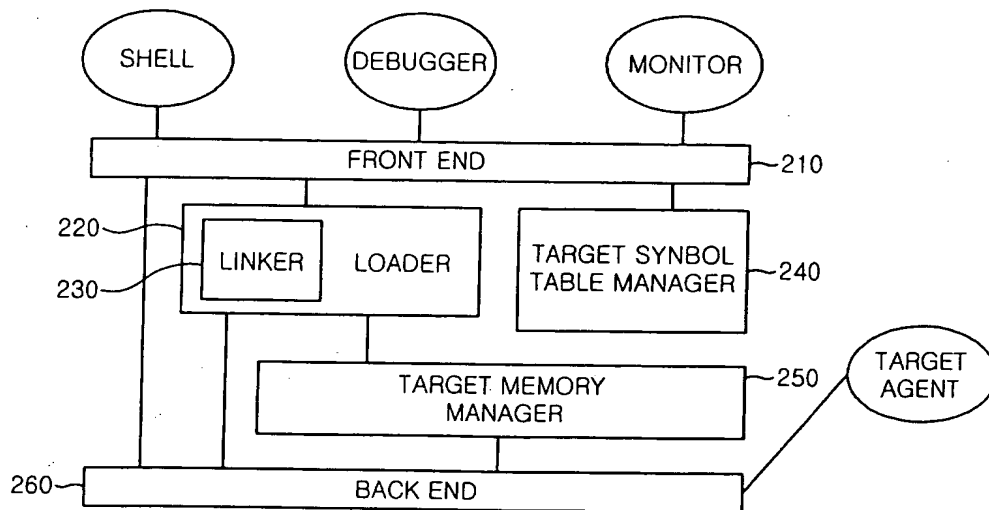 SHELL
DEBUGGER
MONITOR
FRONT END
210
220
230
LINKER
LOADER
TARGET SYNBOL
TABLE MANAGER
240
TARGET MEMORY
MANAGER
250
TARGET
AGENT
260
BACK END